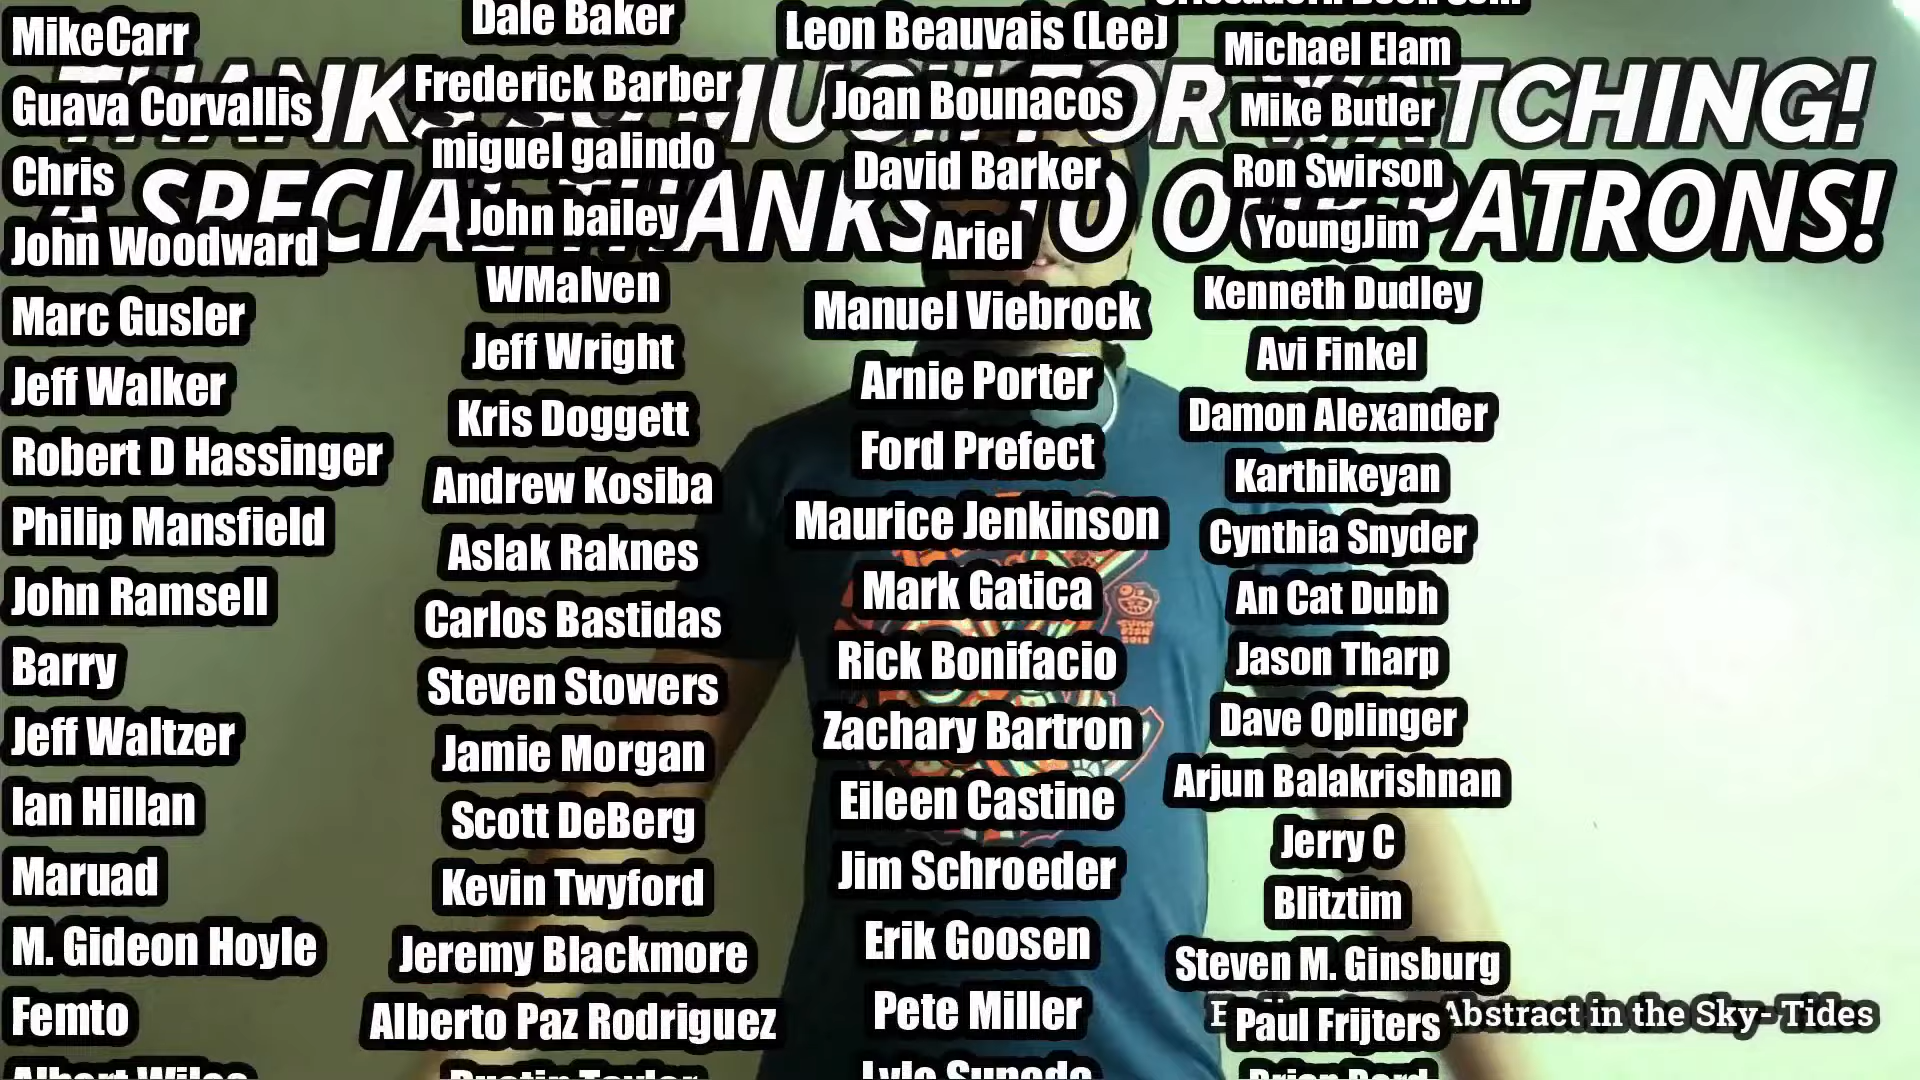 THANKS SO MUCH FOR WATCHING!
A SPECIAL THANKS TO OUR PATRONS!
MikeCarr
Guava Corvallis
Chris
John Woodward
Marc Gusler
Jeff Walker
Robert D Hassinger
Philip Mansfield
John Ramsell
Barry
Jeff Waltzer
Ian Hillan
Maruad
M. Gideon Hoyle
Femto
Dale Baker
Frederick Barber
miguel galindo
John bailey
WMalven
Jeff Wright
Kris Doggett
Andrew Kosiba
Aslak Raknes
Carlos Bastidas
Steven Stowers
Jamie Morgan
Scott DeBerg
Kevin Twyford
Jeremy Blackmore
Alberto Paz Rodriguez
Leon Beauvais (Lee)
Joan Bounacos
David Barker
Ariel
Manuel Viebrock
Arnie Porter
Ford Prefect
Maurice Jenkinson
Mark Gatica
Rick Bonifacio
Zachary Bartron
Eileen Castine
Jim Schroeder
Erik Goosen
Pete Miller
Michael Elam
Mike Butler
Ron Swirson
YoungJim
Kenneth Dudley
Avi Finkel
Damon Alexander
Karthikeyan
Cynthia Snyder
An Cat Dubh
Jason Tharp
Dave Oplinger
Arjun Balakrishnan
Jerry C
Blitztim
Steven M. Ginsburg
Paul Frijters
Abstract in the Sky- Tides